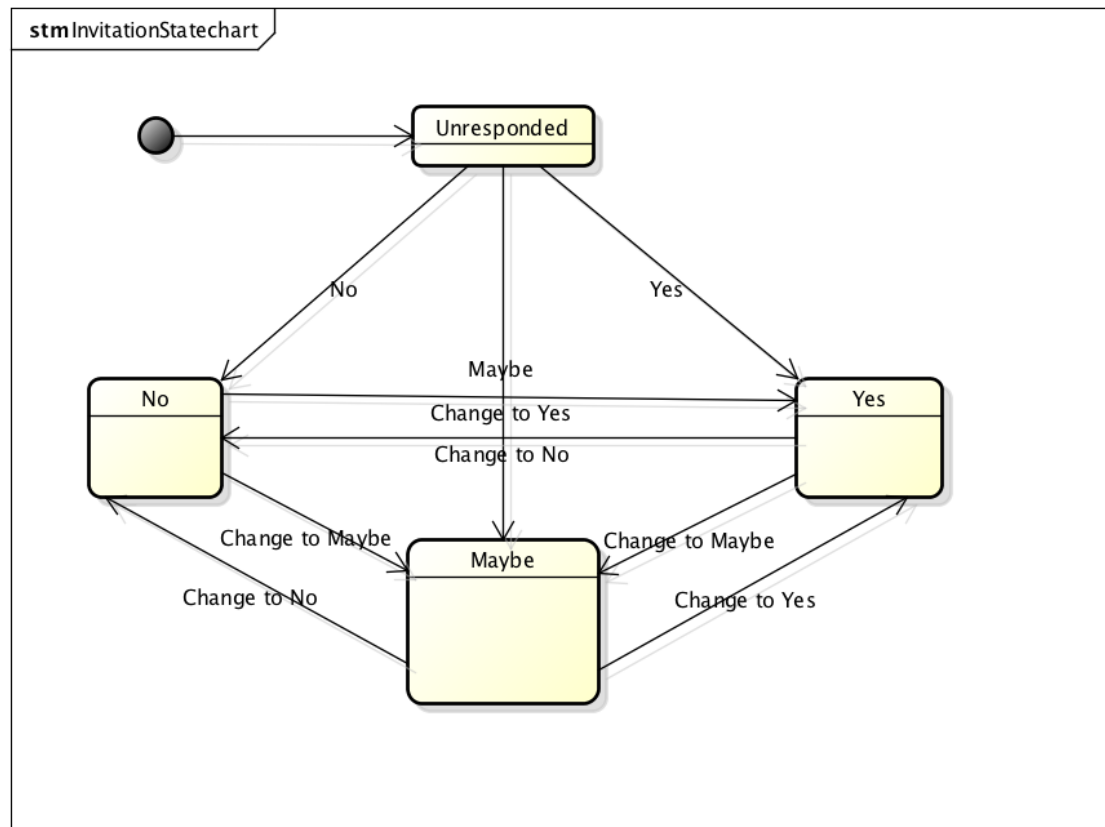 stm InvitationStatechart
Unresponded
No
Yes
Maybe
No
Yes
Change to Yes
Change to No
Change to Maybe
Change to Maybe
Maybe
Change to No
Change to Yes